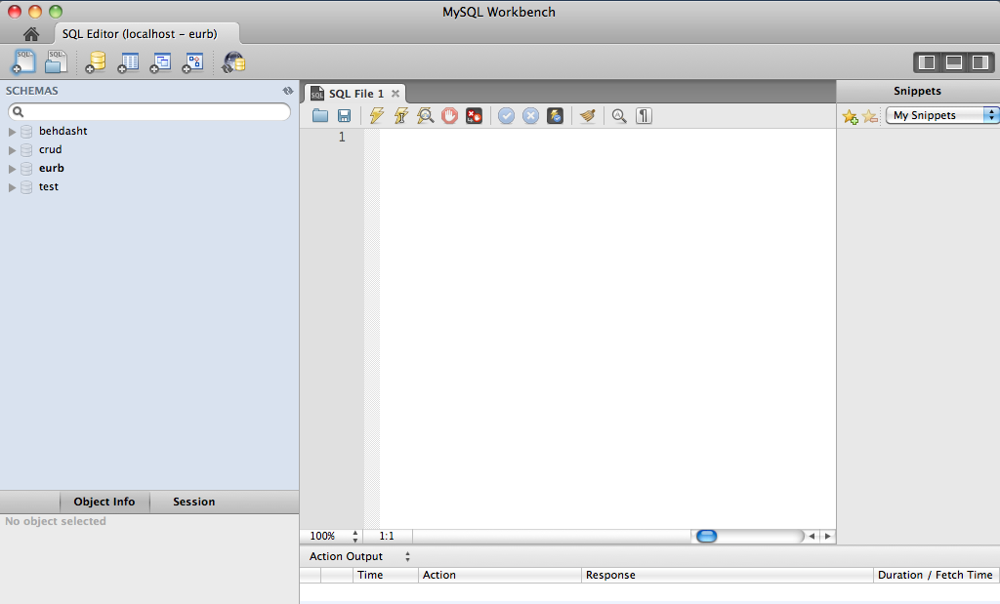 MySQL Workbench
SQL Editor (localhost - eurb)
SQL SQL
SCHEMAS
behdasht
crud
eurb
test
Object Info Session
No object selected
SQL SQL File 1
1
100% 1:1
Snippets
My Snippets
Action Output
Time Action Response Duration / Fetch Time